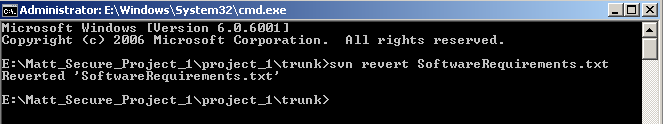 Administrator: E:\Windows\System32\cmd.exe
Microsoft Windows [Version 6.0.6001]
Copyright (c) 2006 Microsoft Corporation.  All rights reserved.
E:\Matt_Secure_Project_1\project_1\trunk>svn revert SoftwareRequirements.txt
Reverted 'SoftwareRequirements.txt'
E:\Matt_Secure_Project_1\project_1\trunk>